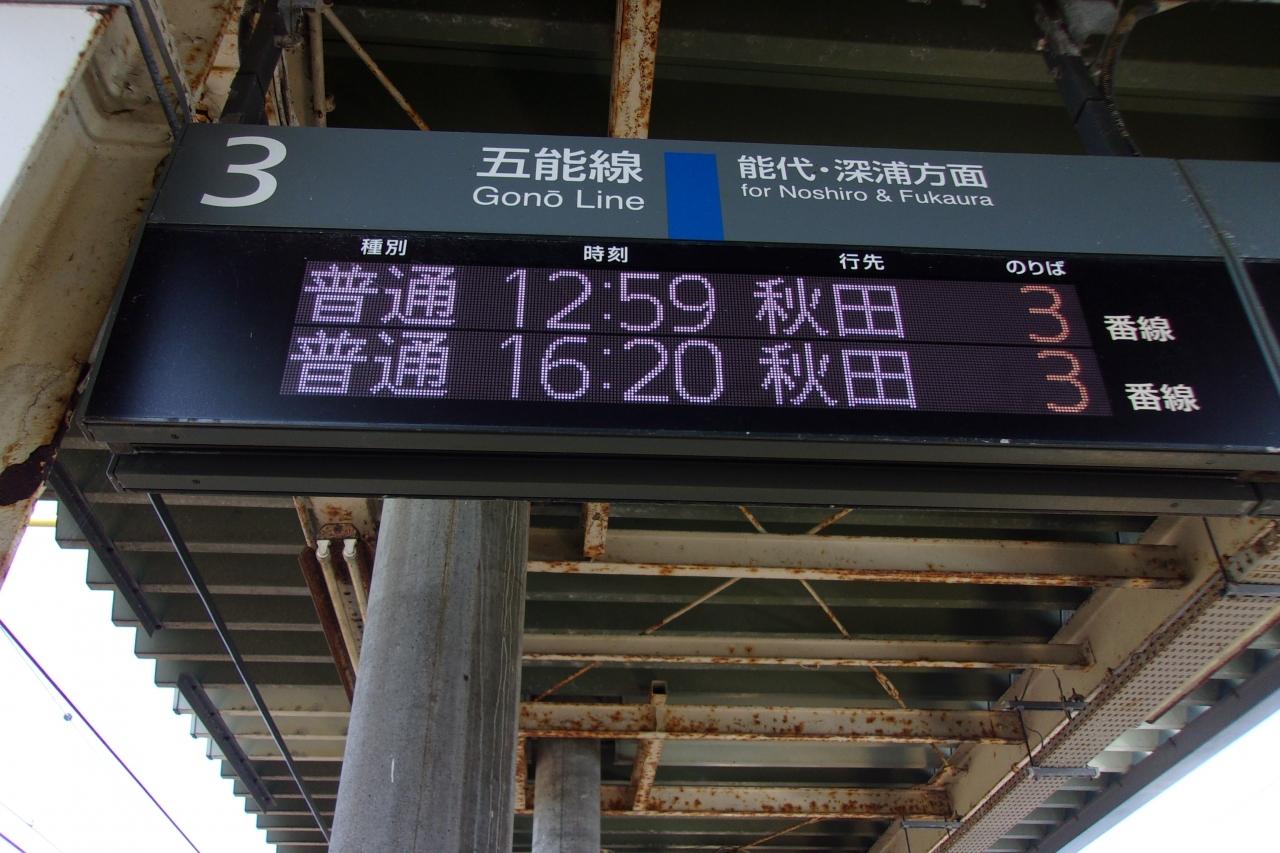 3 五能線 能代・深浦方面
Gonō Line for Noshiro & Fukaura
種別 時刻 行先 のりば
普通 12:59 秋田 3 番線
普通 16:20 秋田 3 番線